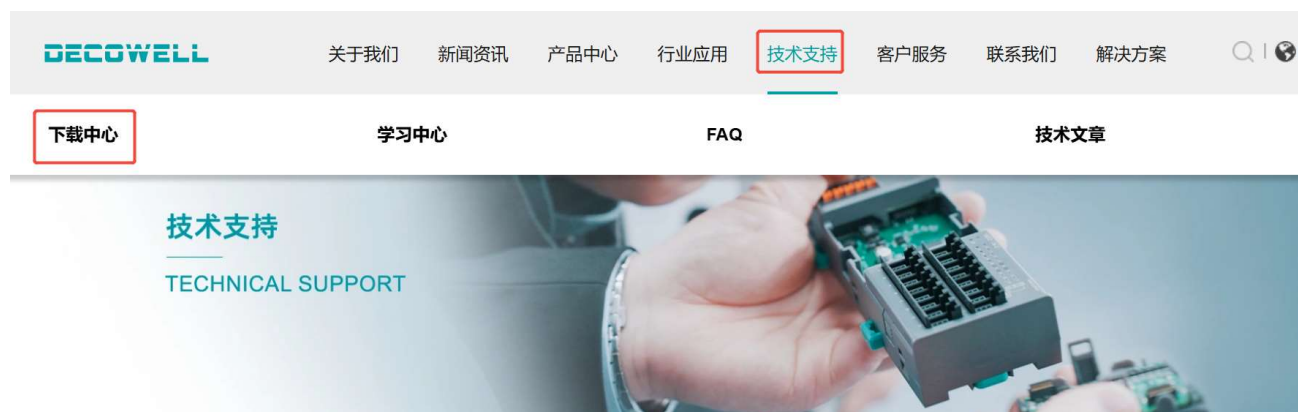 DECOWELL 关于我们 新闻资讯 产品中心 行业应用 技术支持 客户服务 联系我们 解决方案
下载中心 学习中心 FAQ 技术文章
技术支持
TECHNICAL SUPPORT